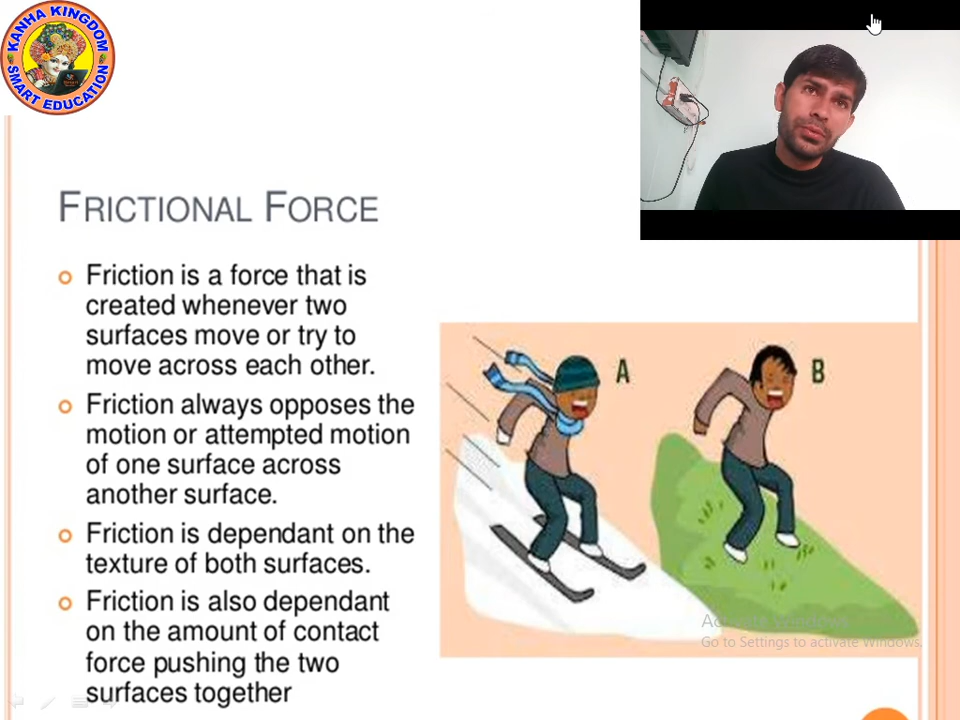 KANHA KINGDOM
SMART EDUCATION
FRICTIONAL FORCE
Friction is a force that is
created whenever two
surfaces move or try to
move across each other.
Friction always opposes the
motion or attempted motion
of one surface across
another surface.
Friction is dependant on the
texture of both surfaces.
Friction is also dependant
on the amount of contact
force pushing the two
surfaces together
A
B
Activate Windows
Go to Settings to activate Windows.